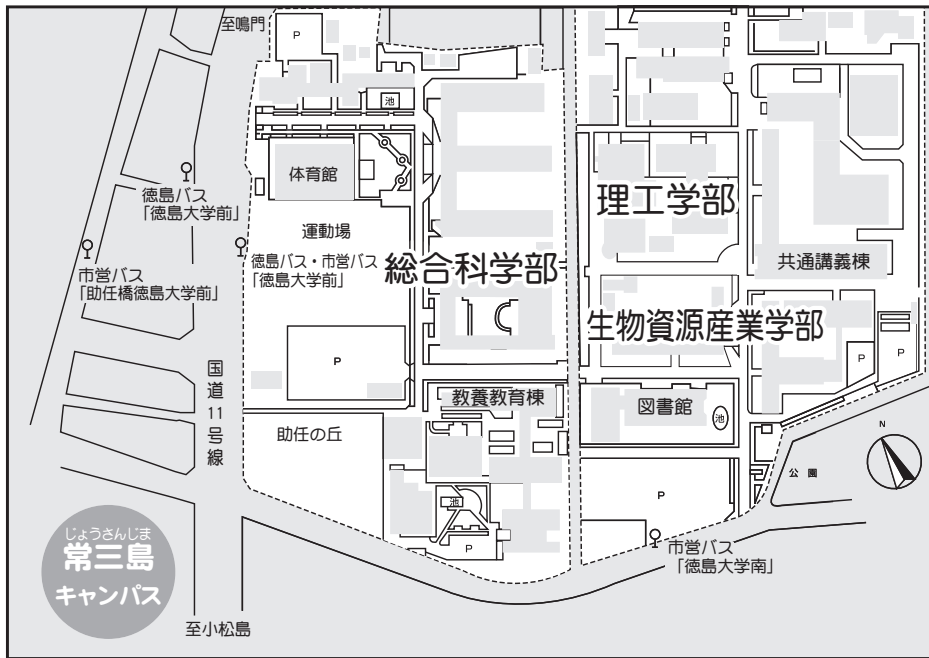 至鳴門
P
池
体育館
徳島バス
「徳島大学前」
運動場
理工学部
市営バス
「助任橋徳島大学前」
徳島バス・市営バス
「徳島大学前」
総合科学部
共通講義棟
生物資源産業学部
P
P
P
国道11号線
教養教育棟
図書館
池
助任の丘
N
公園
池
P
P
市営バス
「徳島大学南」
じょうさんじま
常三島
キャンパス
至小松島